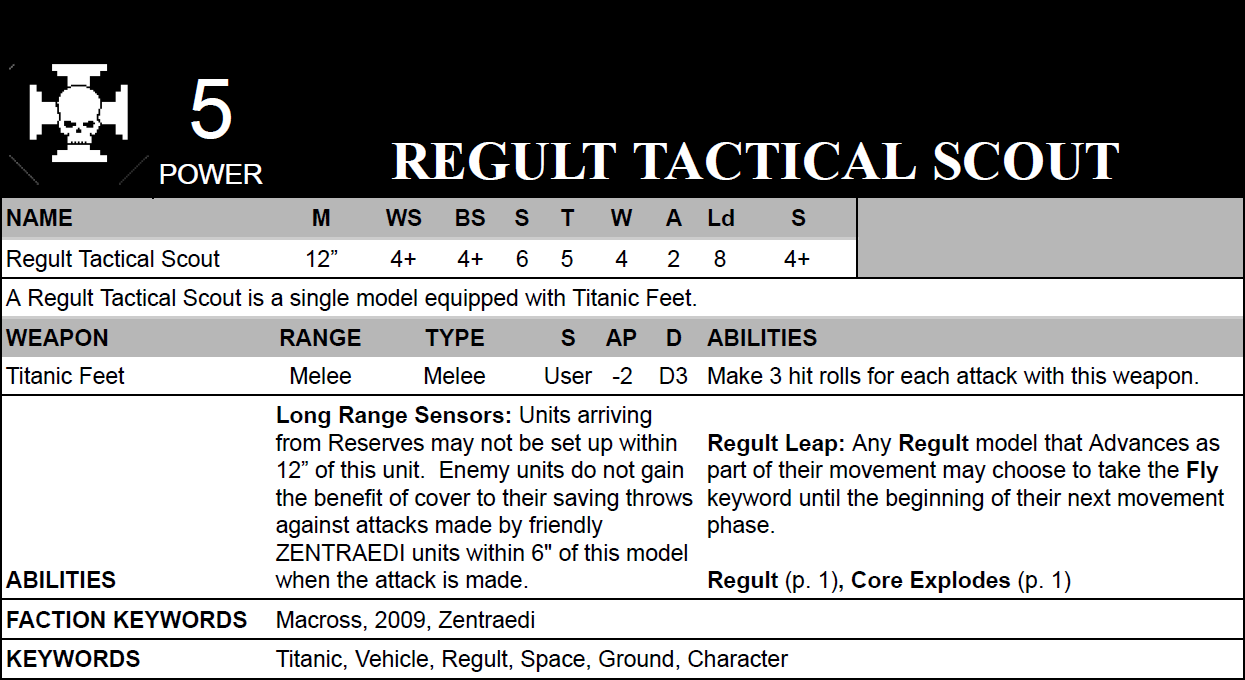 5
POWER
REGULT TACTICAL SCOUT
NAME M WS BS S T W A Ld S
Regult Tactical Scout 12” 4+ 4+ 6 5 4 2 8 4+
A Regult Tactical Scout is a single model equipped with Titanic Feet.
WEAPON RANGE TYPE S AP D ABILITIES
Titanic Feet Melee Melee User -2 D3 Make 3 hit rolls for each attack with this weapon.
ABILITIES
Long Range Sensors: Units arriving
from Reserves may not be set up within
12” of this unit.  Enemy units do not gain
the benefit of cover to their saving throws
against attacks made by friendly
ZENTRAEDI units within 6" of this model
when the attack is made.
Regult Leap: Any Regult model that Advances as
part of their movement may choose to take the Fly
keyword until the beginning of their next movement
phase.
Regult (p. 1), Core Explodes (p. 1)
FACTION KEYWORDS Macross, 2009, Zentraedi
KEYWORDS Titanic, Vehicle, Regult, Space, Ground, Character